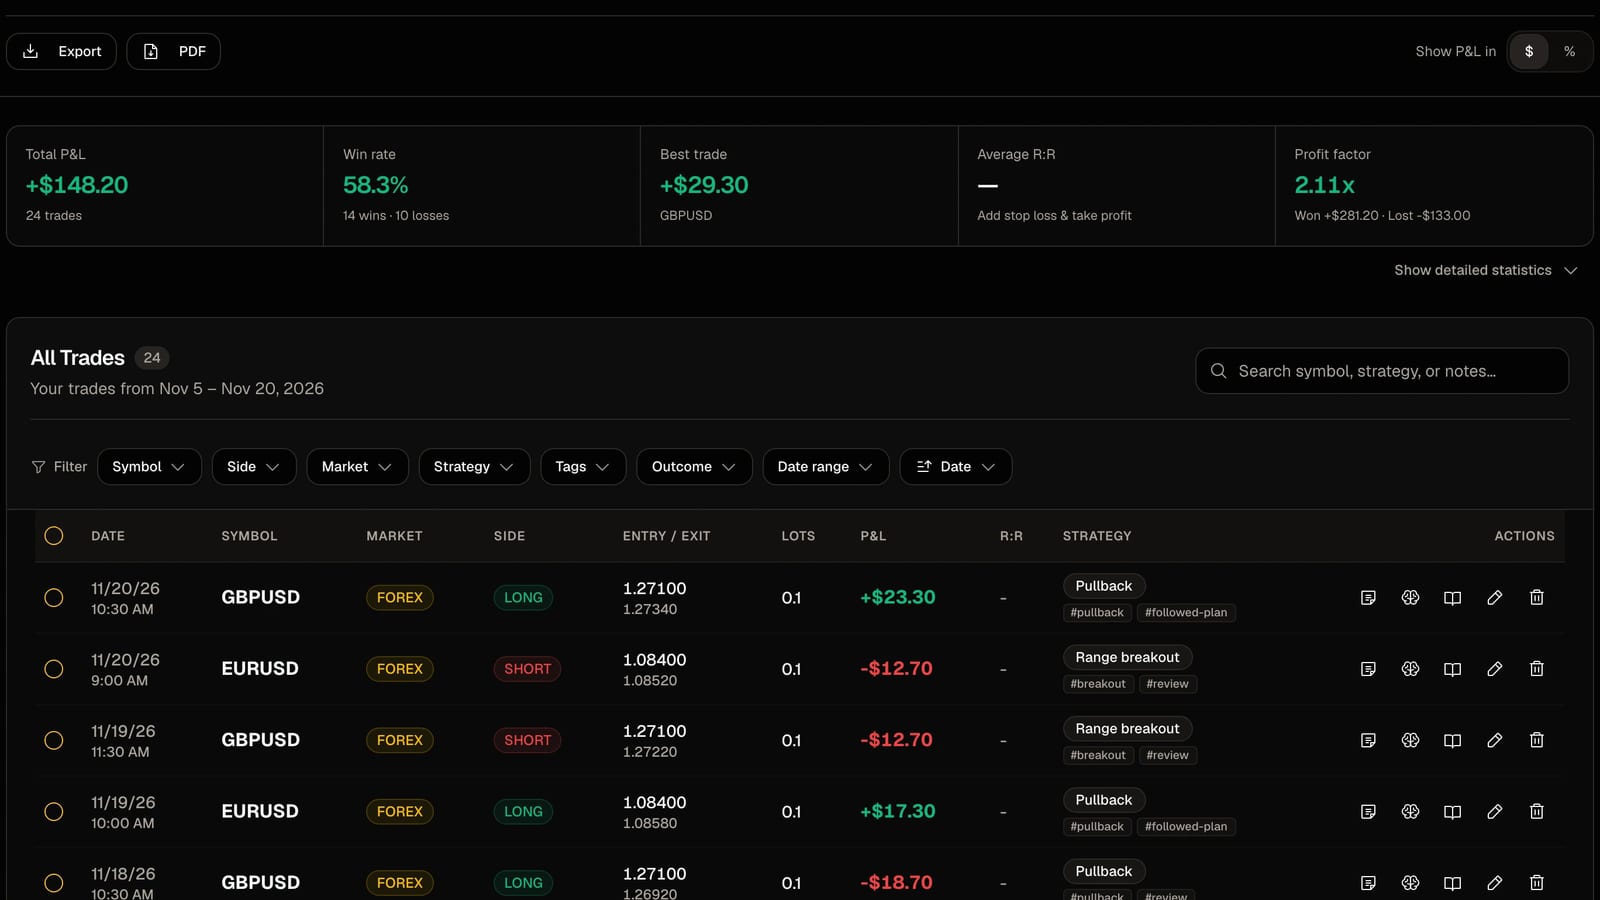 Export PDF Show P&L in $ %
Total P&L Win rate Best trade Average R:R Profit factor
+$148.20 58.3% +$29.30 — 2.11x
24 trades 14 wins · 10 losses GBPUSD Add stop loss & take profit Won +$281.20 · Lost -$133.00
Show detailed statistics
All Trades 24
Search symbol, strategy, or notes...
Your trades from Nov 5 – Nov 20, 2026
Filter Symbol Side Market Strategy Tags Outcome Date range Date
DATE SYMBOL MARKET SIDE ENTRY / EXIT LOTS P&L R:R STRATEGY ACTIONS
11/20/26 GBPUSD FOREX LONG 1.27100 0.1 +$23.30 - Pullback
10:30 AM 1.27340 #pullback #followed-plan
11/20/26 EURUSD FOREX SHORT 1.08400 0.1 -$12.70 - Range breakout
9:00 AM 1.08520 #breakout #review
11/19/26 GBPUSD FOREX SHORT 1.27100 0.1 -$12.70 - Range breakout
11:30 AM 1.27220 #breakout #review
11/19/26 EURUSD FOREX LONG 1.08400 0.1 +$17.30 - Pullback
10:00 AM 1.08580 #pullback #followed-plan
11/18/26 GBPUSD FOREX LONG 1.27100 0.1 -$18.70 - Pullback
10:30 AM 1.26920 #pullback #review